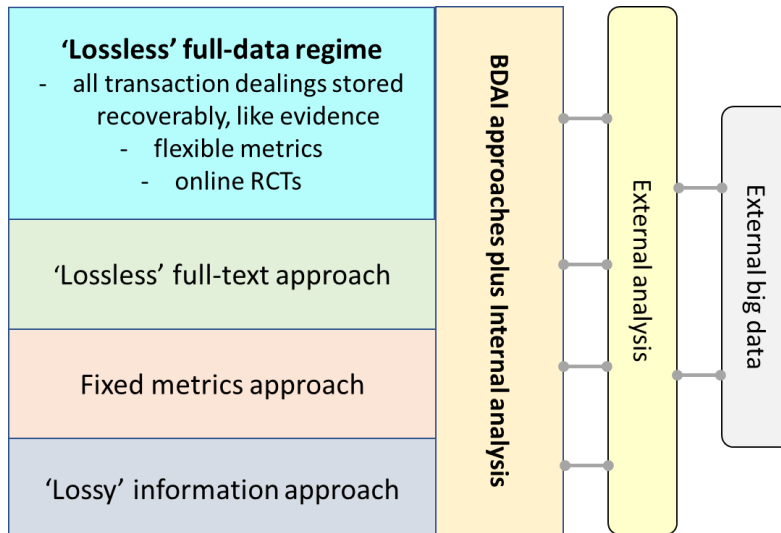 ‘Lossless’ full-data regime
- all transaction dealings stored
recoverably, like evidence
- flexible metrics
- online RCTs
‘Lossless’ full-text approach
Fixed metrics approach
‘Lossy’ information approach
BDAI approaches plus Internal analysis
External analysis
External big data